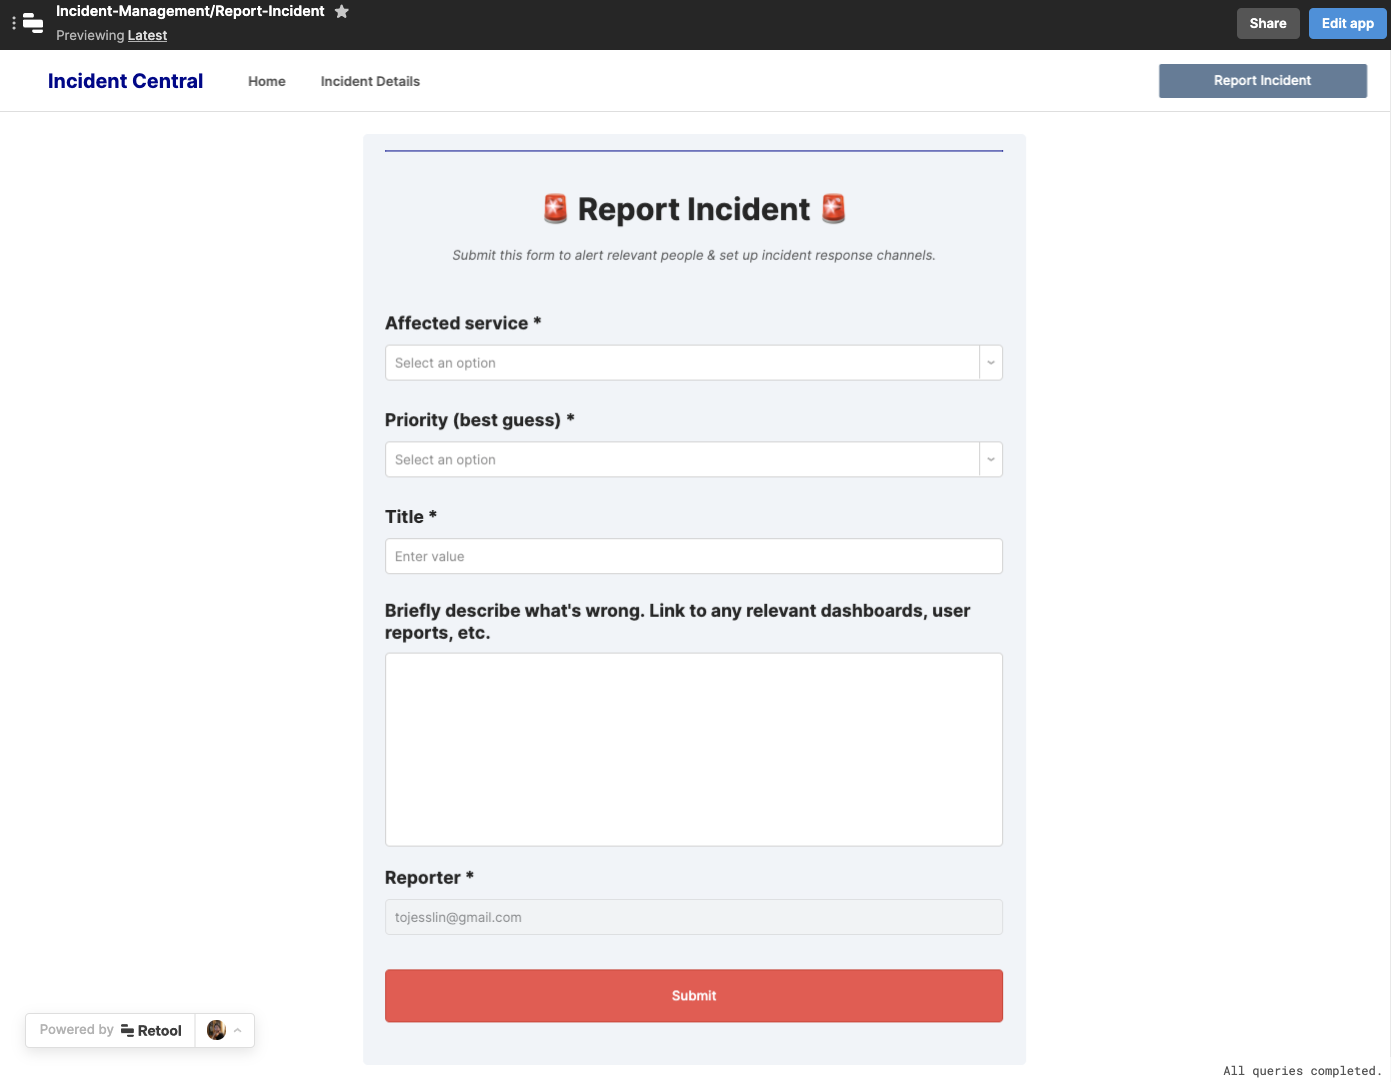 Incident-Management/Report-Incident
Previewing Latest
Share
Edit app
Incident Central
Home
Incident Details
Report Incident
🚨 Report Incident 🚨
Submit this form to alert relevant people & set up incident response channels.
Affected service *
Select an option
Priority (best guess) *
Select an option
Title *
Enter value
Briefly describe what's wrong. Link to any relevant dashboards, user
reports, etc.
Reporter *
tojesslin@gmail.com
Submit
Powered by Retool
All queries completed.